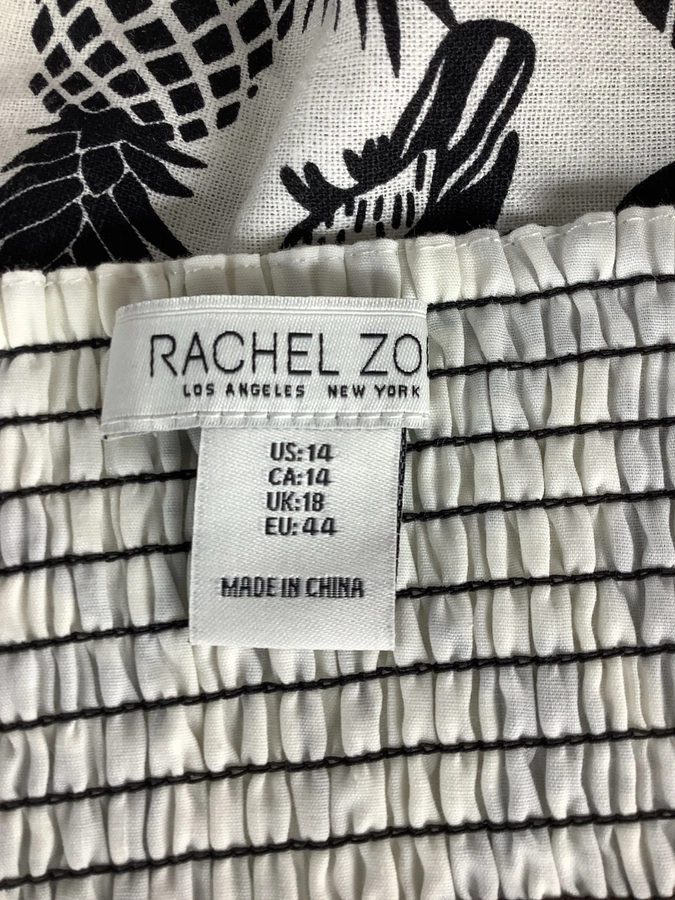 RACHEL ZO
LOS ANGELES NEW YORK
US:14
CA:14
UK:18
EU:44
MADE IN CHINA